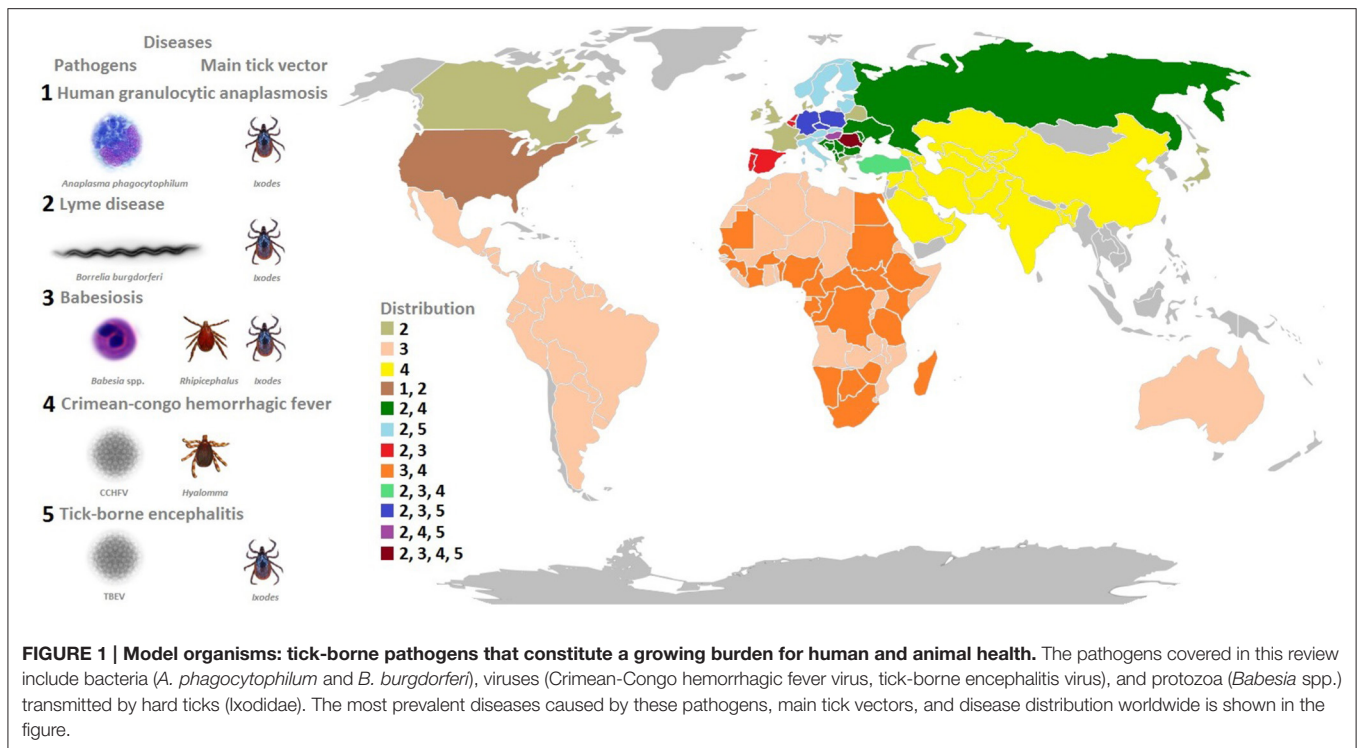 Diseases
Pathogens Main tick vector
1 Human granulocytic anaplasmosis
Anaplasma phagocytophilum Ixodes
2 Lyme disease
Borrelia burgdorferi Ixodes
3 Babesiosis
Babesia spp. Rhipicephalus Ixodes
4 Crimean-congo hemorrhagic fever
CCHFV Hyalomma
5 Tick-borne encephalitis
TBEV Ixodes
Distribution
2
3
4
1, 2
2, 4
2, 5
2, 3
3, 4
2, 3, 4
2, 3, 5
2, 4, 5
2, 3, 4, 5
FIGURE 1 | Model organisms: tick-borne pathogens that constitute a growing burden for human and animal health. The pathogens covered in this review
include bacteria (A. phagocytophilum and B. burgdorferi), viruses (Crimean-Congo hemorrhagic fever virus, tick-borne encephalitis virus), and protozoa (Babesia spp.)
transmitted by hard ticks (Ixodidae). The most prevalent diseases caused by these pathogens, main tick vectors, and disease distribution worldwide is shown in the
figure.